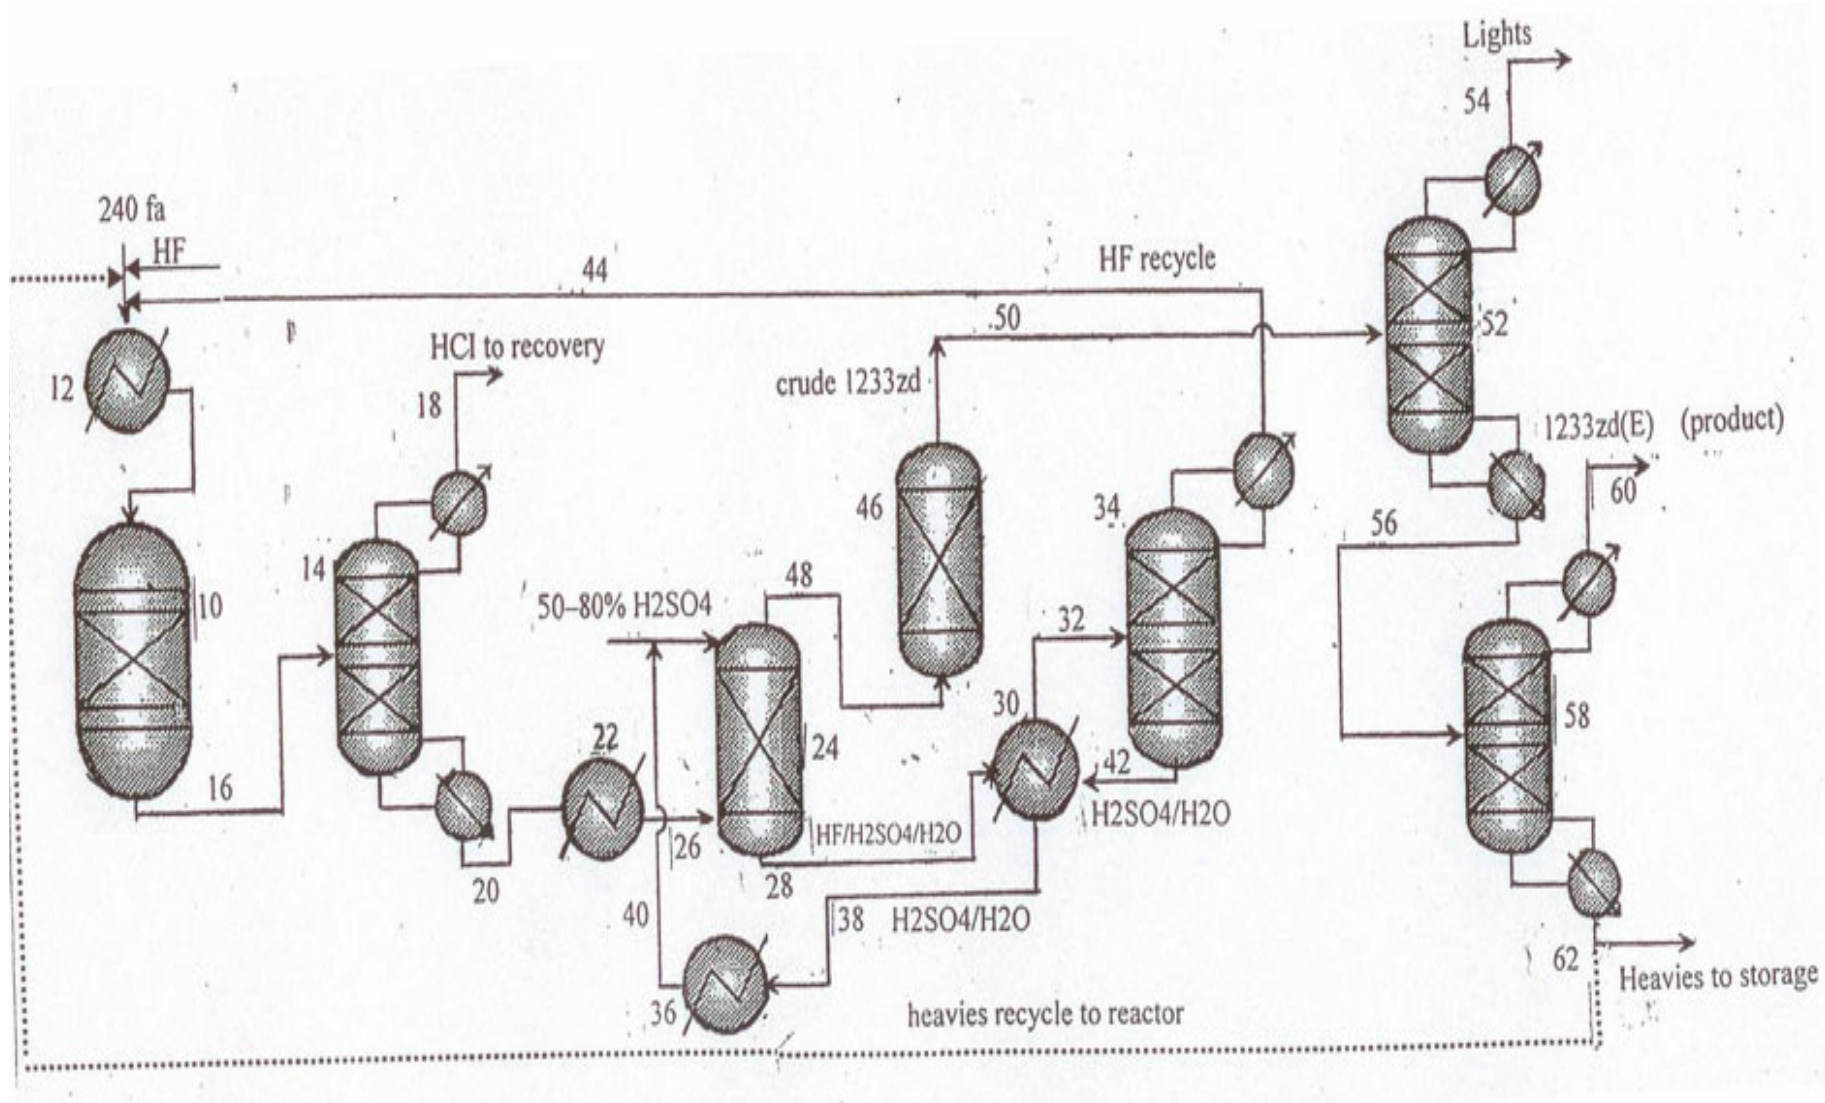 Lights
54
240 fa
HF
44
HF recycle
.50
52
HCl to recovery
12
18
crude 1233zd
1233zd(E) (product)
60
46
34
56
14
10
48
50–80% H2SO4
32
30
58
22
24
16
42
H2SO4/H2O
26
HF/H2SO4/H2O
20
28
40
38 H2SO4/H2O
62
Heavies to storage
36
heavies recycle to reactor